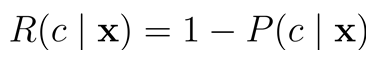 R(c | x) = 1 − P(c | x)